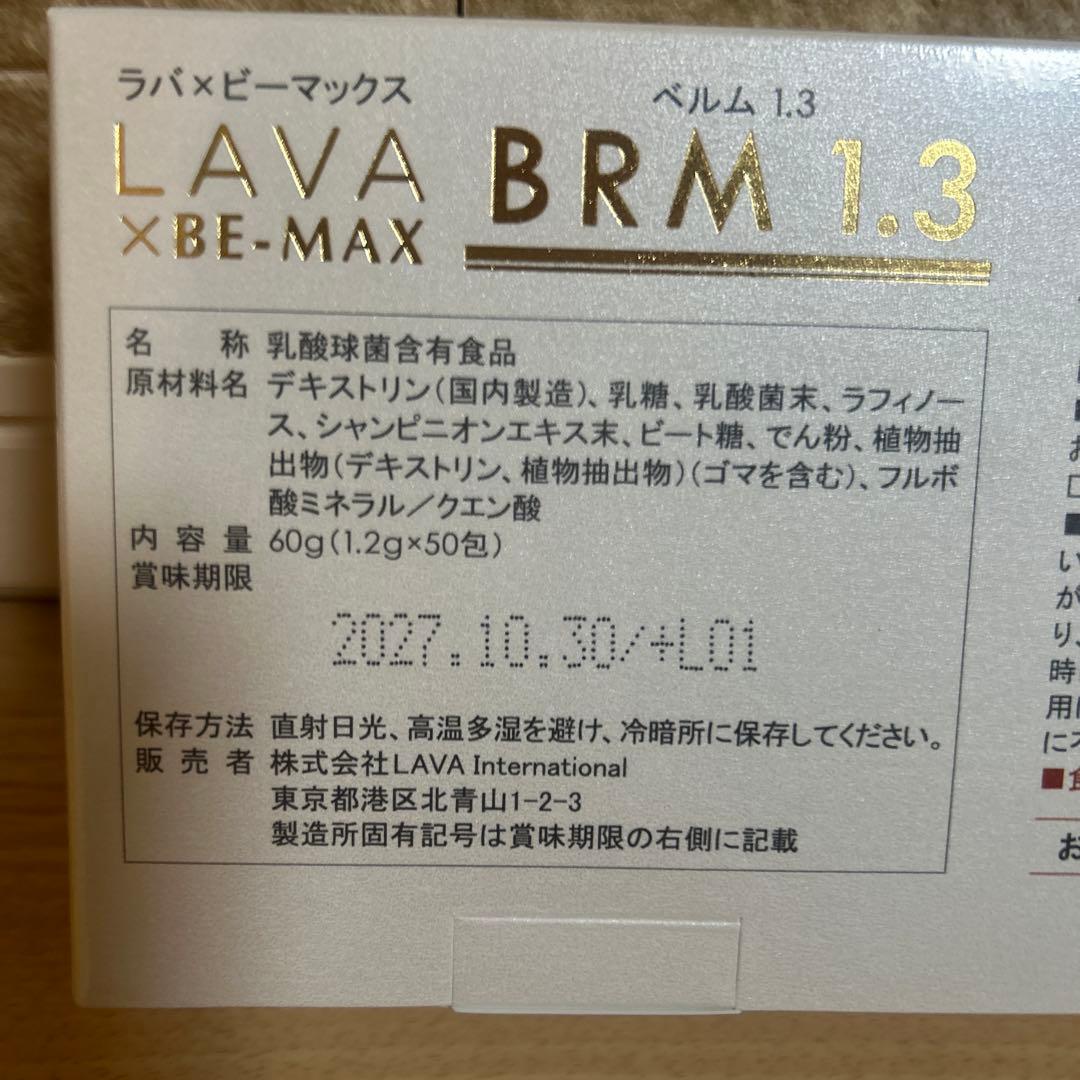 ラバ×ビーマックス
ベルム 1.3
LAVA
×BE-MAX
BRM 1.3
名称 乳酸球菌含有食品
原材料名 デキストリン（国内製造）、乳糖、乳酸菌末、ラフィノー
ス、シャンピニオンエキス末、ビート糖、でん粉、植物抽
出物（デキストリン、植物抽出物）（ゴマを含む）、フルボ
酸ミネラル／クエン酸
内容量 60g（1.2g×50包）
賞味期限
2027.10.30/+L01
保存方法 直射日光、高温多湿を避け、冷暗所に保存してください。
販売者 株式会社LAVA International
東京都港区北青山1-2-3
製造所固有記号は賞味期限の右側に記載
お
い
が
り、
時
用
に
■
お